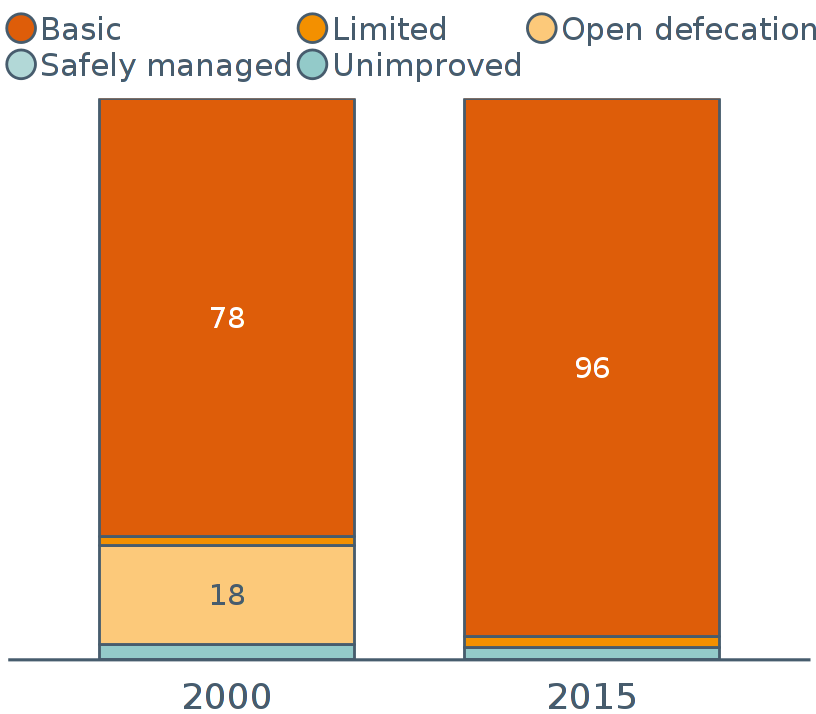 Basic Limited Open defecation
Safely managed Unimproved
78
96
18
2000 2015